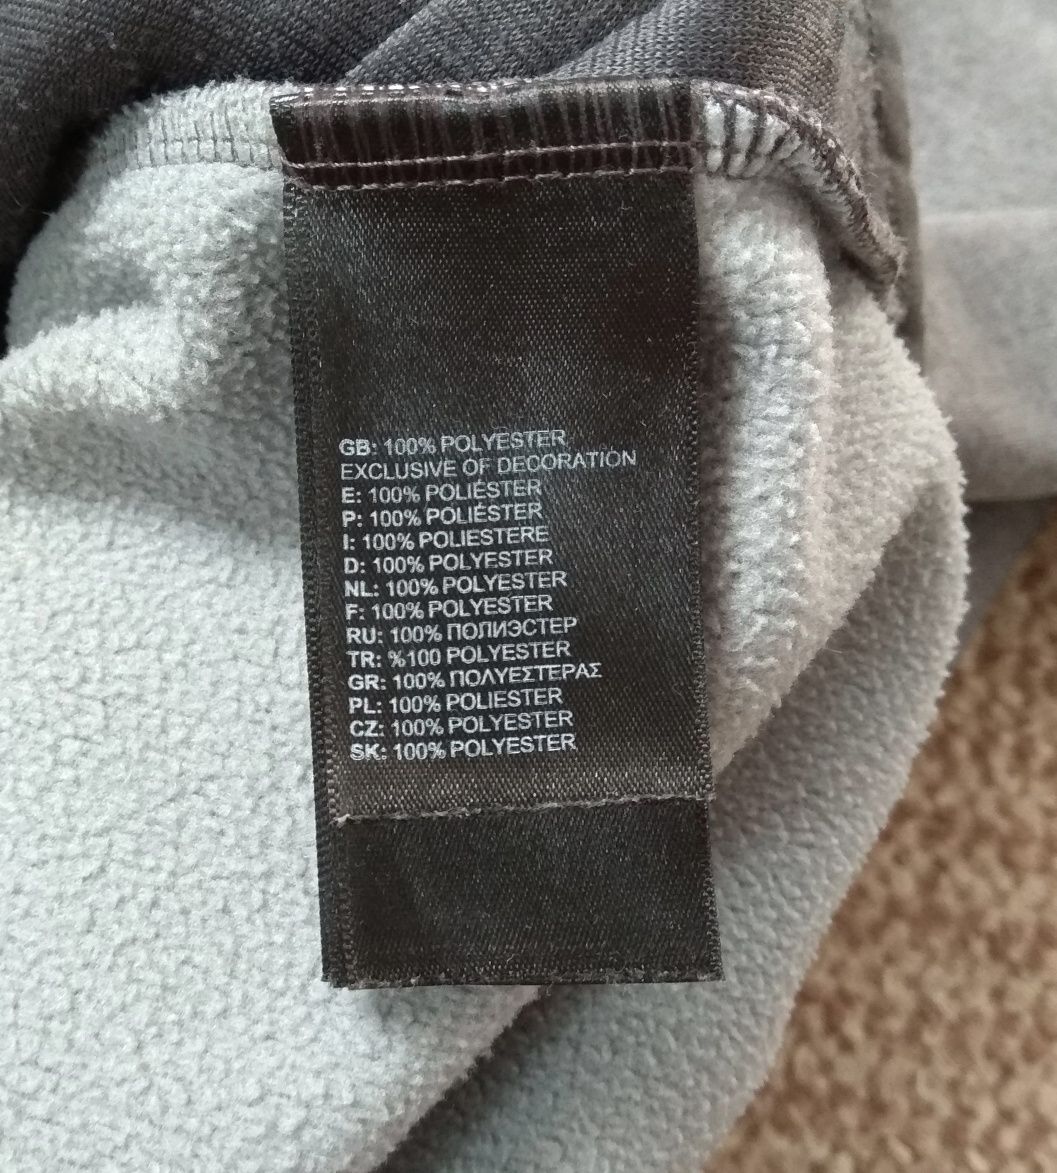 GB: 100% POLYESTER
EXCLUSIVE OF DECORATION
E: 100% POLIÉSTER
P: 100% POLIÉSTER
I: 100% POLIESTERE
D: 100% POLYESTER
NL: 100% POLYESTER
F: 100% POLYESTER
RU: 100% ПОЛИЭСТЕР
TR: %100 POLYESTER
GR: 100% ΠΟΛΥΕΣΤΕΡΑΣ
PL: 100% POLIESTER
CZ: 100% POLYESTER
SK: 100% POLYESTER